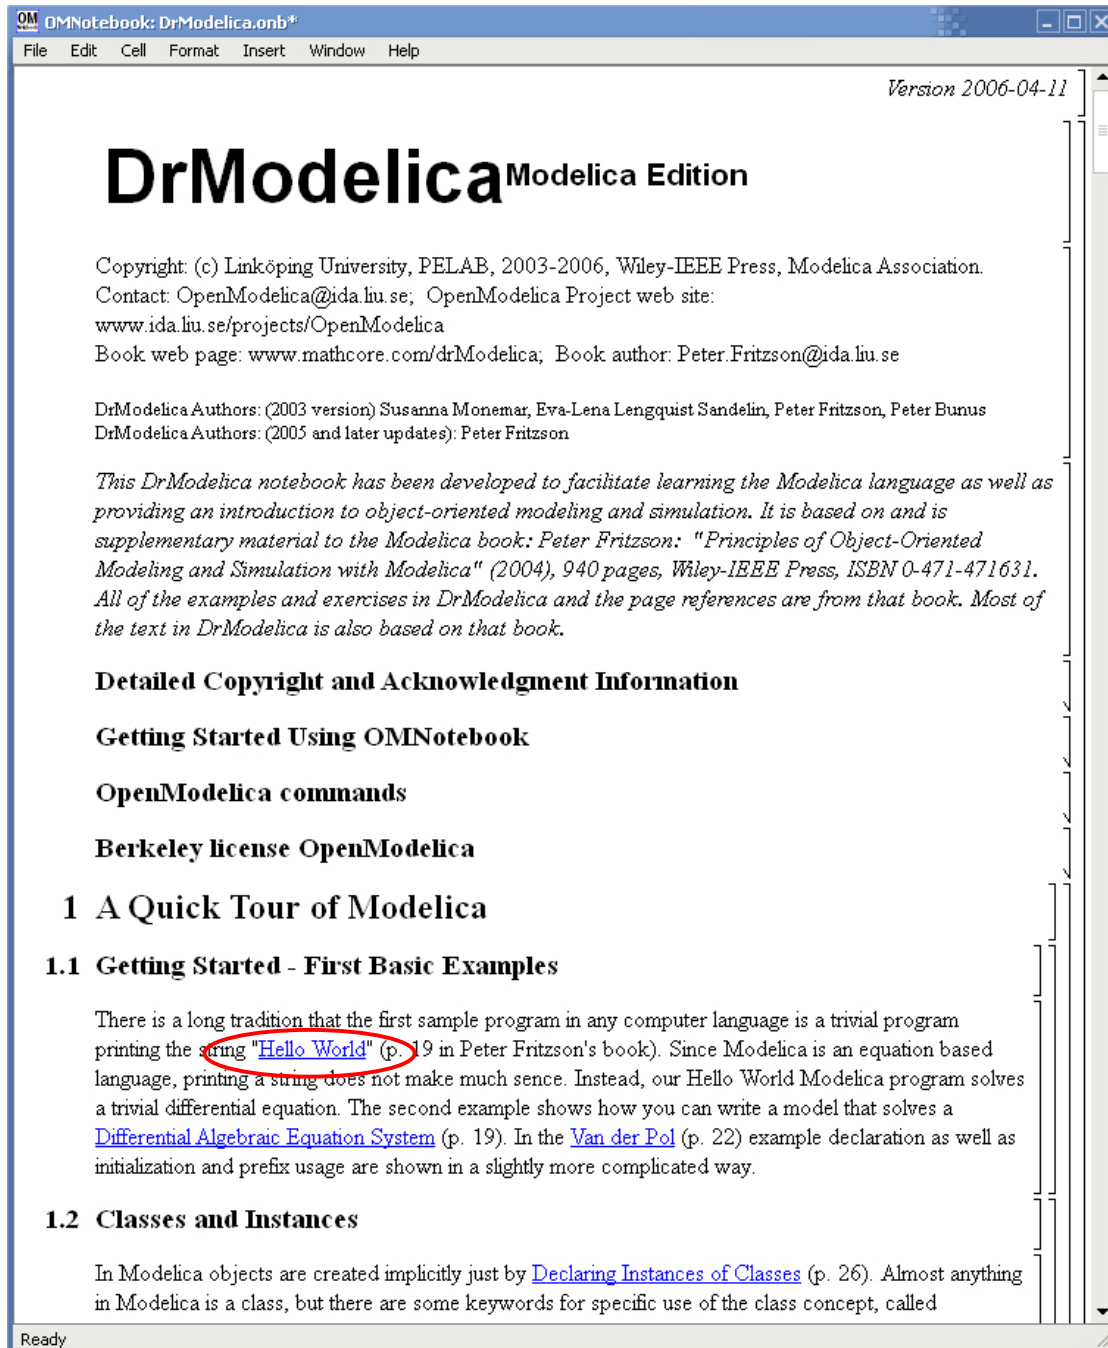 OMNotebook: DrModelica.onb*
File Edit Cell Format Insert Window Help
Version 2006-04-11
DrModelica Modelica Edition
Copyright: (c) Linköping University, PELAB, 2003-2006, Wiley-IEEE Press, Modelica Association.
Contact: OpenModelica@ida.liu.se; OpenModelica Project web site:
www.ida.liu.se/projects/OpenModelica
Book web page: www.mathcore.com/drModelica; Book author: Peter.Fritzson@ida.liu.se
DrModelica Authors: (2003 version) Susanna Monemar, Eva-Lena Lengquist Sandelin, Peter Fritzson, Peter Bunus
DrModelica Authors: (2005 and later updates): Peter Fritzson
This DrModelica notebook has been developed to facilitate learning the Modelica language as well as
providing an introduction to object-oriented modeling and simulation. It is based on and is
supplementary material to the Modelica book: Peter Fritzson: "Principles of Object-Oriented
Modeling and Simulation with Modelica" (2004), 940 pages, Wiley-IEEE Press, ISBN 0-471-471631.
All of the examples and exercises in DrModelica and the page references are from that book. Most of
the text in DrModelica is also based on that book.
Detailed Copyright and Acknowledgment Information
Getting Started Using OMNotebook
OpenModelica commands
Berkeley license OpenModelica
1 A Quick Tour of Modelica
1.1 Getting Started - First Basic Examples
There is a long tradition that the first sample program in any computer language is a trivial program
printing the string "Hello World" (p. 19 in Peter Fritzson's book). Since Modelica is an equation based
language, printing a string does not make much sence. Instead, our Hello World Modelica program solves
a trivial differential equation. The second example shows how you can write a model that solves a
Differential Algebraic Equation System (p. 19). In the Van der Pol (p. 22) example declaration as well as
initialization and prefix usage are shown in a slightly more complicated way.
1.2 Classes and Instances
In Modelica objects are created implicitly just by Declaring Instances of Classes (p. 26). Almost anything
in Modelica is a class, but there are some keywords for specific use of the class concept, called
Ready